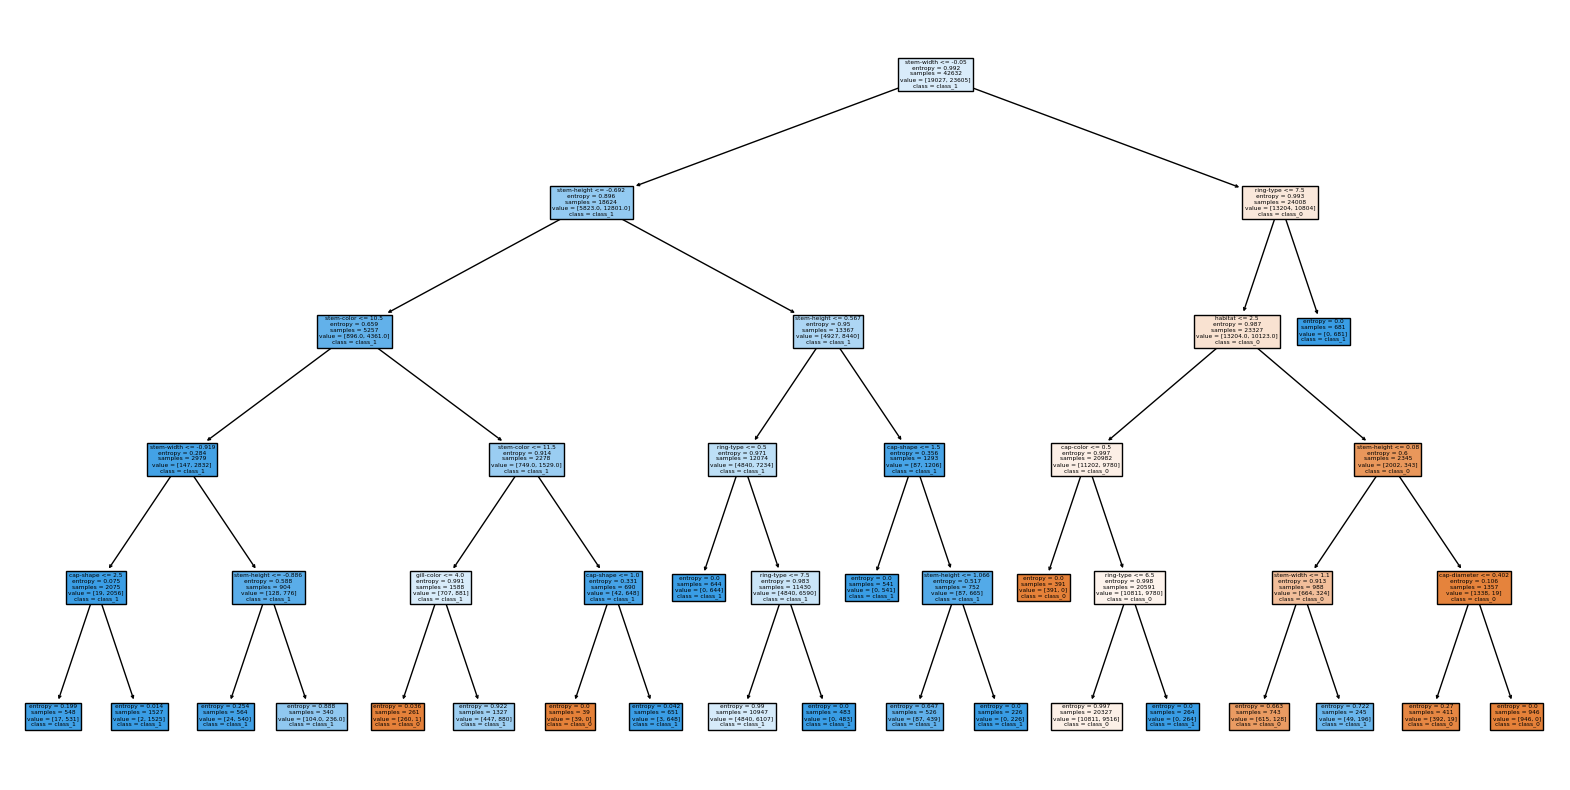 stem-width <= -0.05
entropy = 0.992
samples = 42632
value = [19027, 23605]
class = class_1
stem-height <= -0.692
entropy = 0.896
samples = 18624
value = [5823.0, 12801.0]
class = class_1
ring-type <= 7.5
entropy = 0.993
samples = 24008
value = [13204, 10804]
class = class_0
stem-color <= 10.5
entropy = 0.659
samples = 5257
value = [896.0, 4361.0]
class = class_1
stem-height <= 0.567
entropy = 0.95
samples = 13367
value = [4927, 8440]
class = class_1
habitat <= 2.5
entropy = 0.987
samples = 23327
value = [13204.0, 10123.0]
class = class_0
entropy = 0.0
samples = 681
value = [0, 681]
class = class_1
stem-width <= -0.919
entropy = 0.284
samples = 2979
value = [147, 2832]
class = class_1
stem-color <= 11.5
entropy = 0.914
samples = 2278
value = [749.0, 1529.0]
class = class_1
ring-type <= 0.5
entropy = 0.971
samples = 12074
value = [4840, 7234]
class = class_1
cap-shape <= 1.5
entropy = 0.356
samples = 1293
value = [87, 1206]
class = class_1
cap-color <= 0.5
entropy = 0.997
samples = 20982
value = [11202, 9780]
class = class_0
stem-height <= 0.08
entropy = 0.6
samples = 2345
value = [2002, 343]
class = class_0
cap-shape <= 2.5
entropy = 0.075
samples = 2075
value = [19, 2056]
class = class_1
stem-height <= -0.886
entropy = 0.588
samples = 904
value = [128, 776]
class = class_1
gill-color <= 4.0
entropy = 0.991
samples = 1588
value = [707, 881]
class = class_1
cap-shape <= 1.0
entropy = 0.331
samples = 690
value = [42, 648]
class = class_1
entropy = 0.0
samples = 644
value = [0, 644]
class = class_1
ring-type <= 7.5
entropy = 0.983
samples = 11430
value = [4840, 6590]
class = class_1
entropy = 0.0
samples = 541
value = [0, 541]
class = class_1
stem-height <= 1.066
entropy = 0.517
samples = 752
value = [87, 665]
class = class_1
entropy = 0.0
samples = 391
value = [391, 0]
class = class_0
ring-type <= 6.5
entropy = 0.998
samples = 20591
value = [10811, 9780]
class = class_0
stem-width <= 1.1
entropy = 0.913
samples = 988
value = [664, 324]
class = class_0
cap-diameter <= 0.402
entropy = 0.106
samples = 1357
value = [1338, 19]
class = class_0
entropy = 0.199
samples = 548
value = [17, 531]
class = class_1
entropy = 0.014
samples = 1527
value = [2, 1525]
class = class_1
entropy = 0.254
samples = 564
value = [24, 540]
class = class_1
entropy = 0.888
samples = 340
value = [104.0, 236.0]
class = class_1
entropy = 0.036
samples = 261
value = [260, 1]
class = class_0
entropy = 0.922
samples = 1327
value = [447, 880]
class = class_1
entropy = 0.0
samples = 39
value = [39, 0]
class = class_0
entropy = 0.042
samples = 651
value = [3, 648]
class = class_1
entropy = 0.99
samples = 10947
value = [4840, 6107]
class = class_1
entropy = 0.0
samples = 483
value = [0, 483]
class = class_1
entropy = 0.647
samples = 526
value = [87, 439]
class = class_1
entropy = 0.0
samples = 226
value = [0, 226]
class = class_1
entropy = 0.997
samples = 20327
value = [10811, 9516]
class = class_0
entropy = 0.0
samples = 264
value = [0, 264]
class = class_1
entropy = 0.663
samples = 743
value = [615, 128]
class = class_0
entropy = 0.722
samples = 245
value = [49, 196]
class = class_1
entropy = 0.27
samples = 411
value = [392, 19]
class = class_0
entropy = 0.0
samples = 946
value = [946, 0]
class = class_0